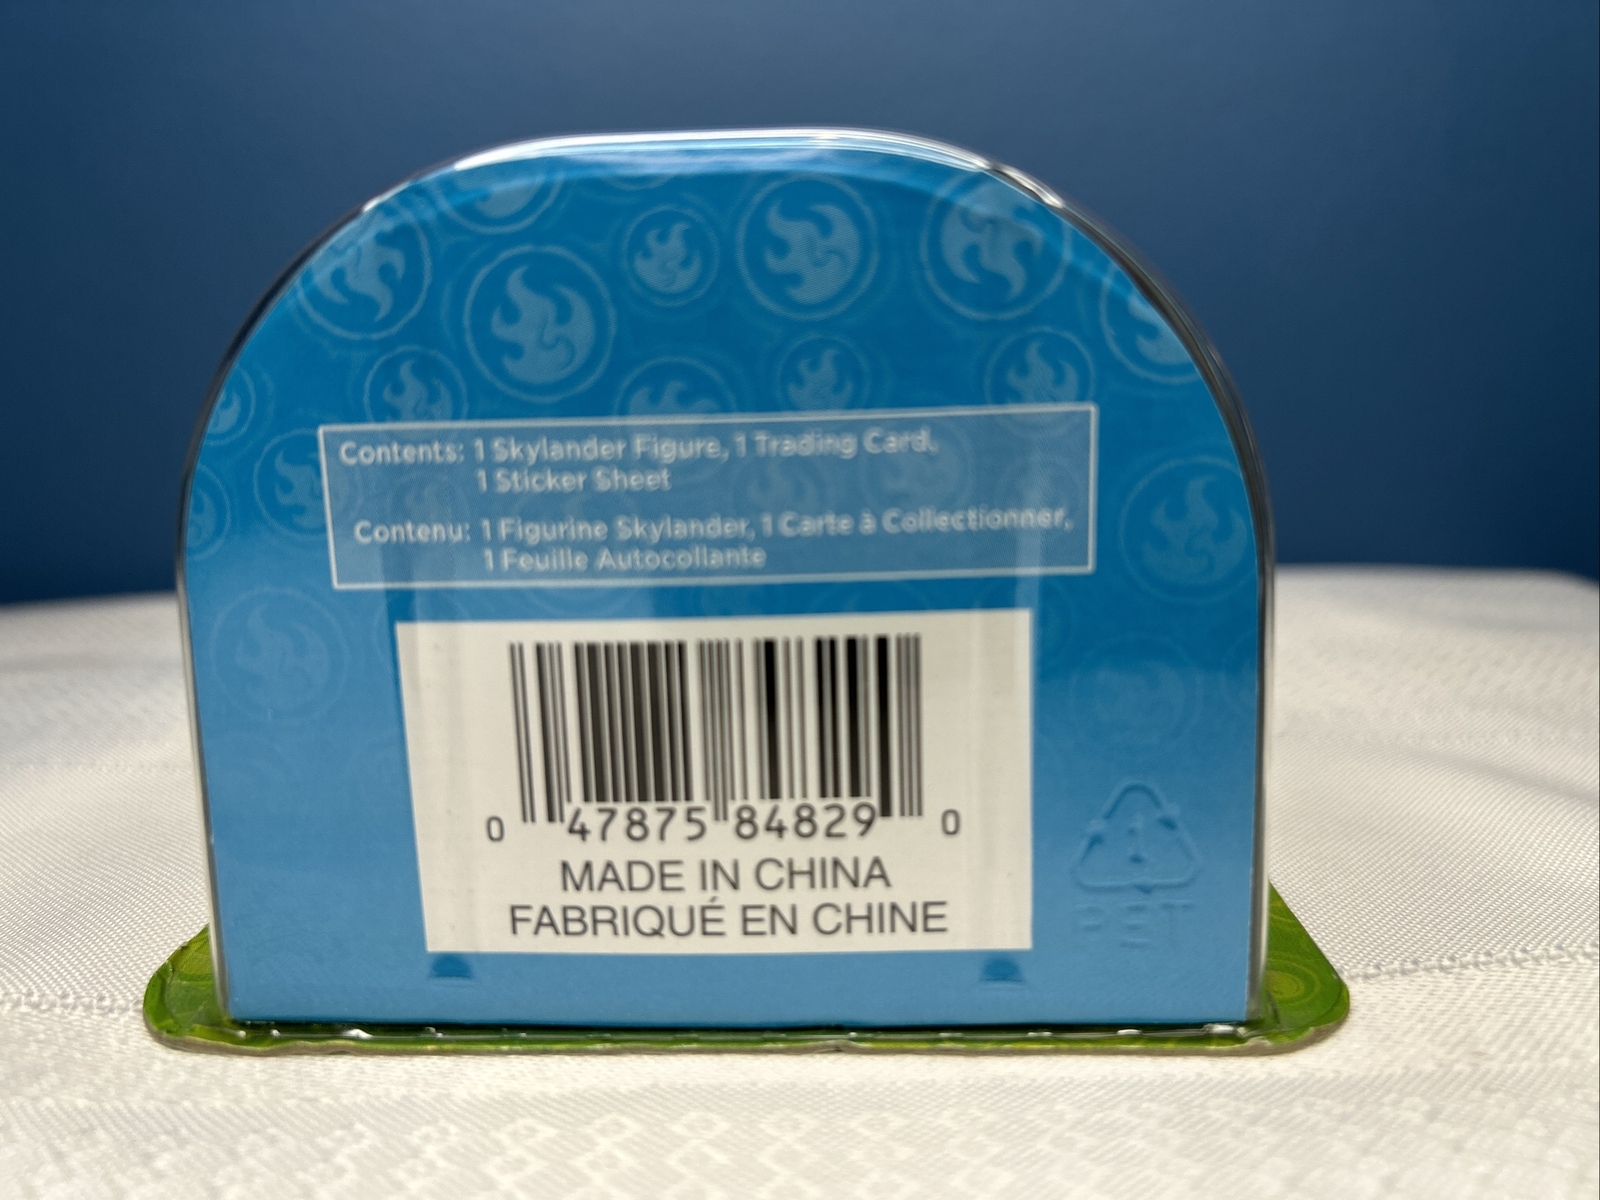 Contents: 1 Skylander Figure, 1 Trading Card,
1 Sticker Sheet
Contenu: 1 Figurine Skylander, 1 Carte à Collectionner,
1 Feuille Autocollante
0 47875 84829 0
MADE IN CHINA
FABRIQUÉ EN CHINE
1
PET